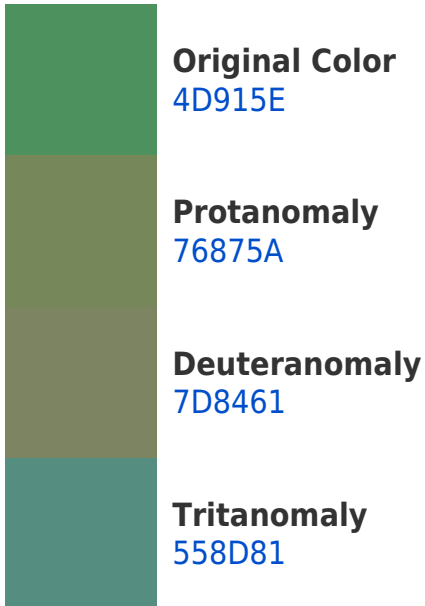 Original Color
4D915E
Protanomaly
76875A
Deuteranomaly
7D8461
Tritanomaly
558D81